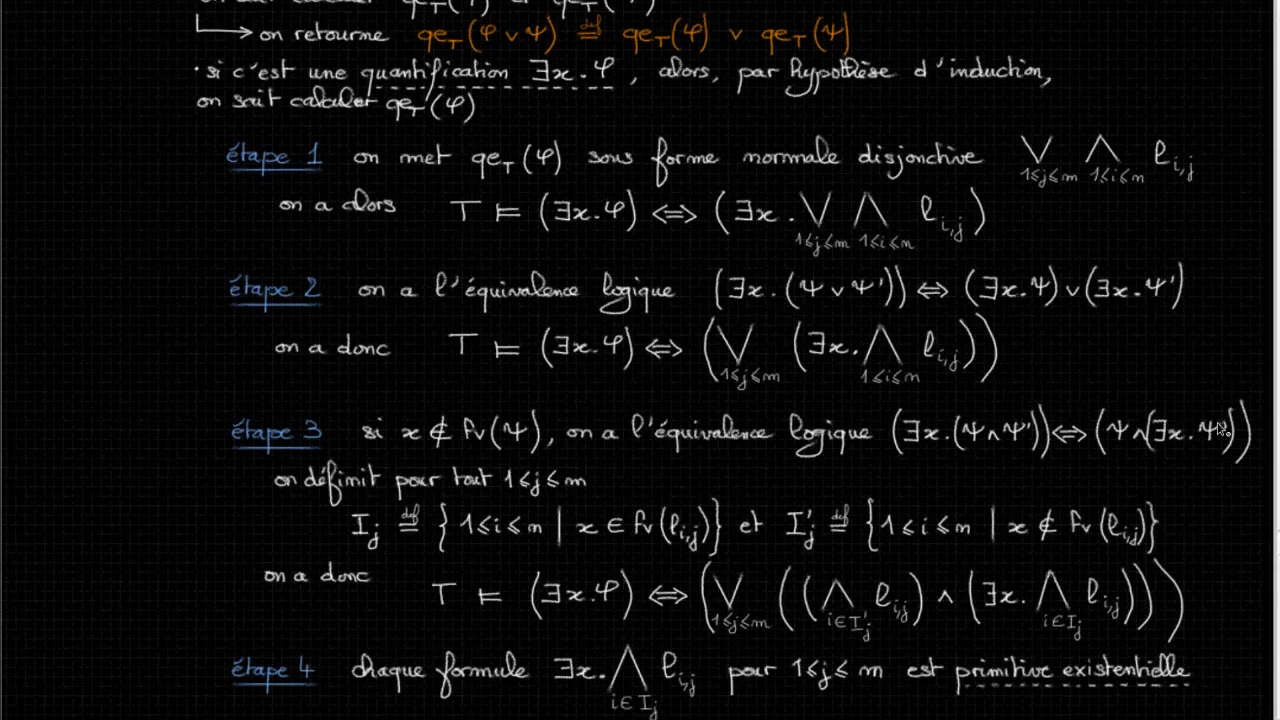 on retourne qe_T(φ ∨ ψ) ≝ qe_T(φ) ∨ qe_T(ψ)
· si c'est une quantification ∃x.φ , alors, par hypothèse d'induction,
on sait calculer qe_T(φ)
étape 1 on met qe_T(φ) sous forme normale disjonctive ⋁_{1≤j≤m} ⋀_{1≤i≤n} ℓ_{i,j}
on a alors T ⊨ (∃x.φ) ⇔ (∃x.⋁_{1≤j≤m} ⋀_{1≤i≤n} ℓ_{i,j})
étape 2 on a l'équivalence logique (∃x.(ψ ∨ ψ')) ⇔ (∃x.ψ) ∨ (∃x.ψ')
on a donc T ⊨ (∃x.φ) ⇔ (⋁_{1≤j≤m} (∃x.⋀_{1≤i≤n} ℓ_{i,j}))
étape 3 si x ∉ fv(ψ), on a l'équivalence logique (∃x.(ψ ∧ ψ')) ⇔ (ψ ∧ (∃x.ψ'))
on définit pour tout 1≤j≤m
I_j ≝ {1≤i≤n | x ∈ fv(ℓ_{i,j})} et I'_j ≝ {1≤i≤n | x ∉ fv(ℓ_{i,j})}
on a donc T ⊨ (∃x.φ) ⇔ (⋁_{1≤j≤m} ((⋀_{i∈I'_j} ℓ_{i,j}) ∧ (∃x.⋀_{i∈I_j} ℓ_{i,j})))
étape 4 chaque formule ∃x.⋀_{i∈I_j} ℓ_{i,j} pour 1≤j≤m est primitive existentielle